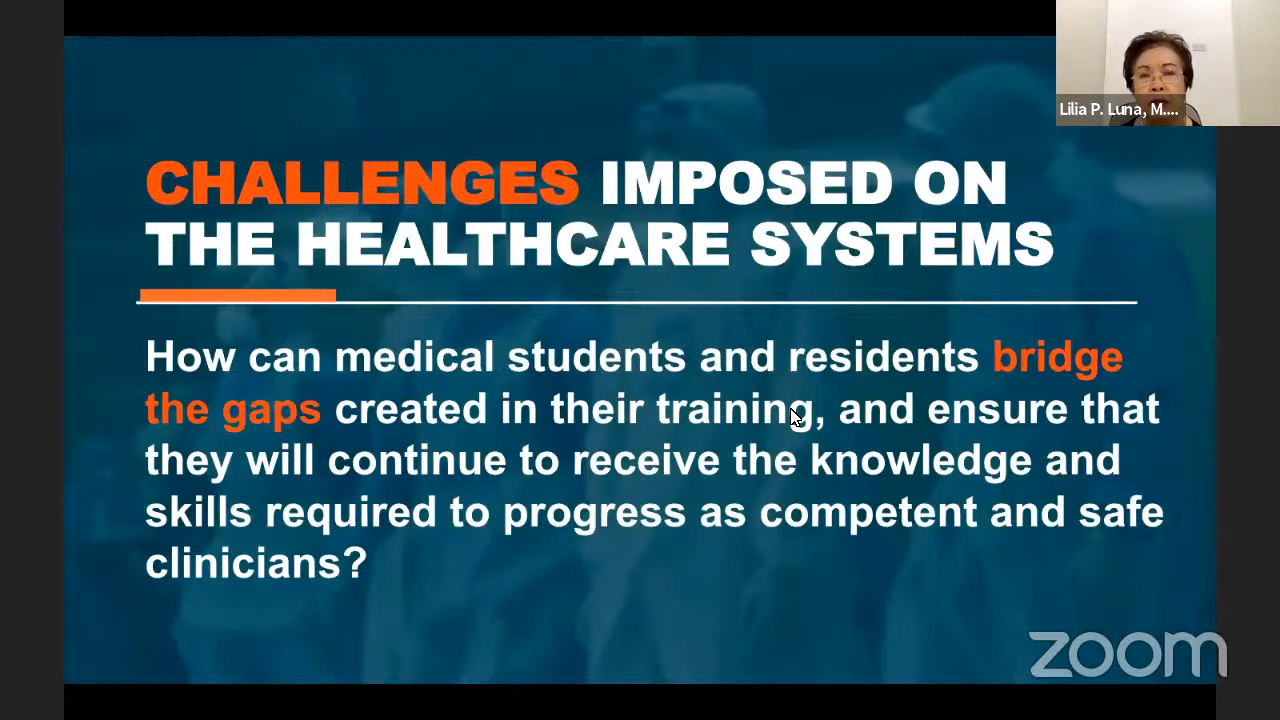 Lilia P. Luna, M....
CHALLENGES IMPOSED ON
THE HEALTHCARE SYSTEMS
How can medical students and residents bridge
the gaps created in their training, and ensure that
they will continue to receive the knowledge and
skills required to progress as competent and safe
clinicians?
zoom